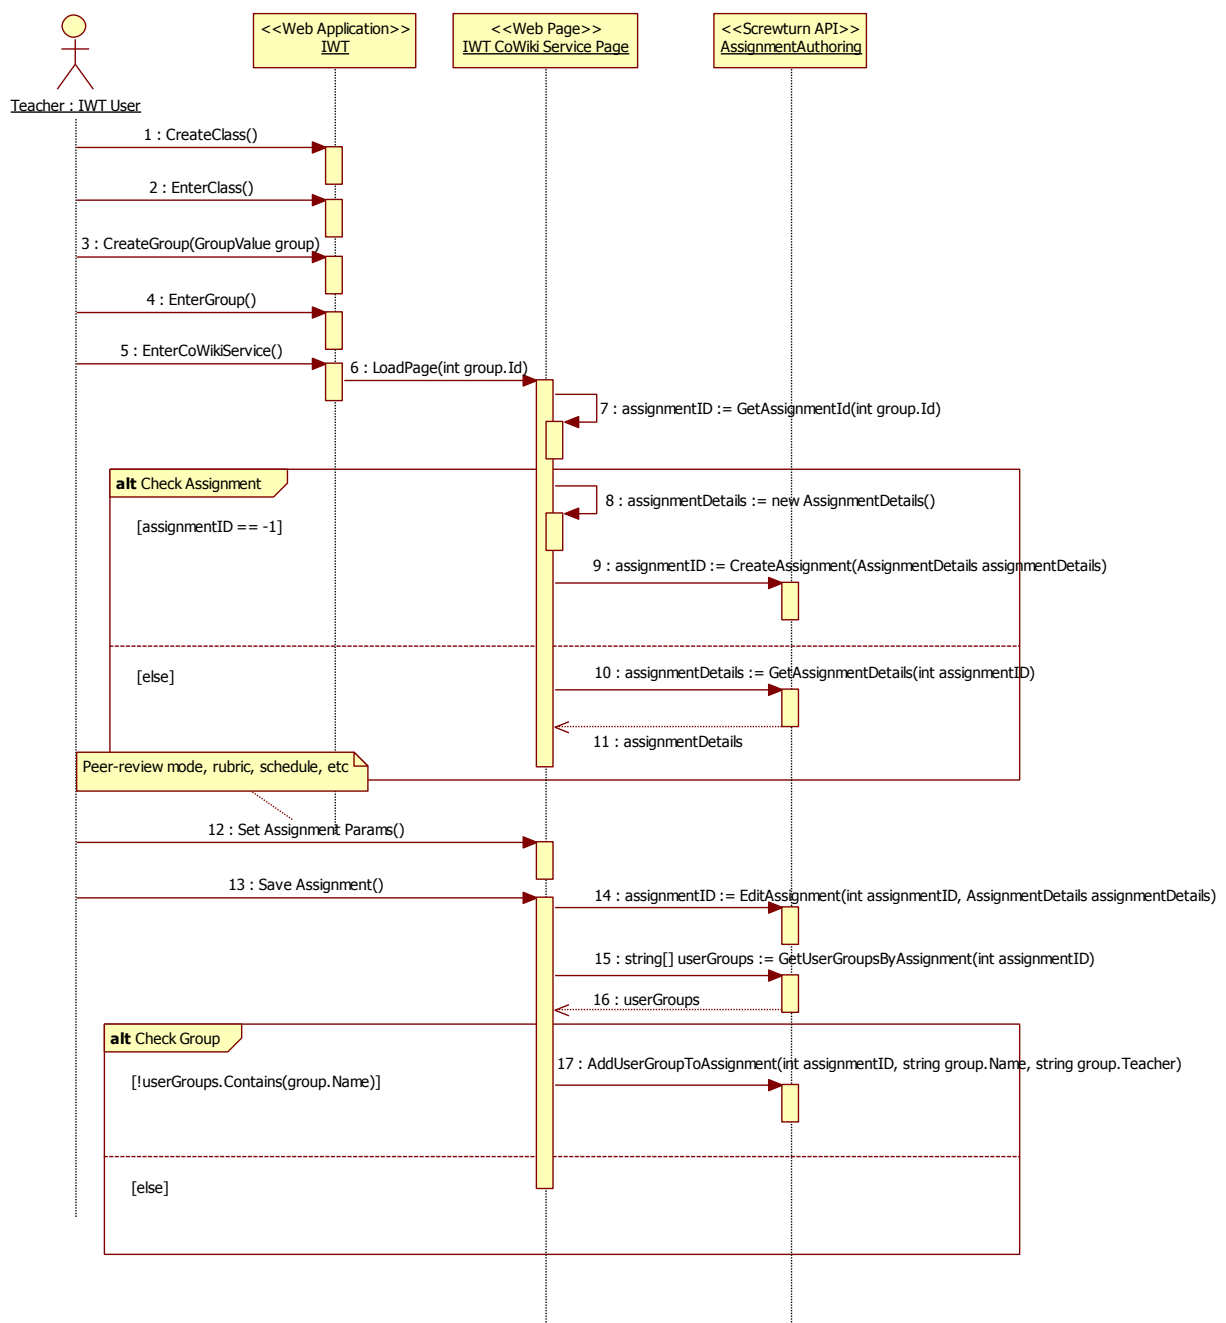 <<Web Application>>
IWT
<<Web Page>>
IWT CoWiki Service Page
<<Screwturn API>>
AssignmentAuthoring
Teacher : IWT User
1 : CreateClass()
2 : EnterClass()
3 : CreateGroup(GroupValue group)
4 : EnterGroup()
5 : EnterCoWikiService()
6 : LoadPage(int group.Id)
7 : assignmentID := GetAssignmentId(int group.Id)
alt Check Assignment
8 : assignmentDetails := new AssignmentDetails()
[assignmentID == -1]
9 : assignmentID := CreateAssignment(AssignmentDetails assignmentDetails)
10 : assignmentDetails := GetAssignmentDetails(int assignmentID)
[else]
11 : assignmentDetails
Peer-review mode, rubric, schedule, etc
12 : Set Assignment Params()
13 : Save Assignment()
14 : assignmentID := EditAssignment(int assignmentID, AssignmentDetails assignmentDetails)
15 : string[] userGroups := GetUserGroupsByAssignment(int assignmentID)
16 : userGroups
alt Check Group
17 : AddUserGroupToAssignment(int assignmentID, string group.Name, string group.Teacher)
[!userGroups.Contains(group.Name)]
[else]